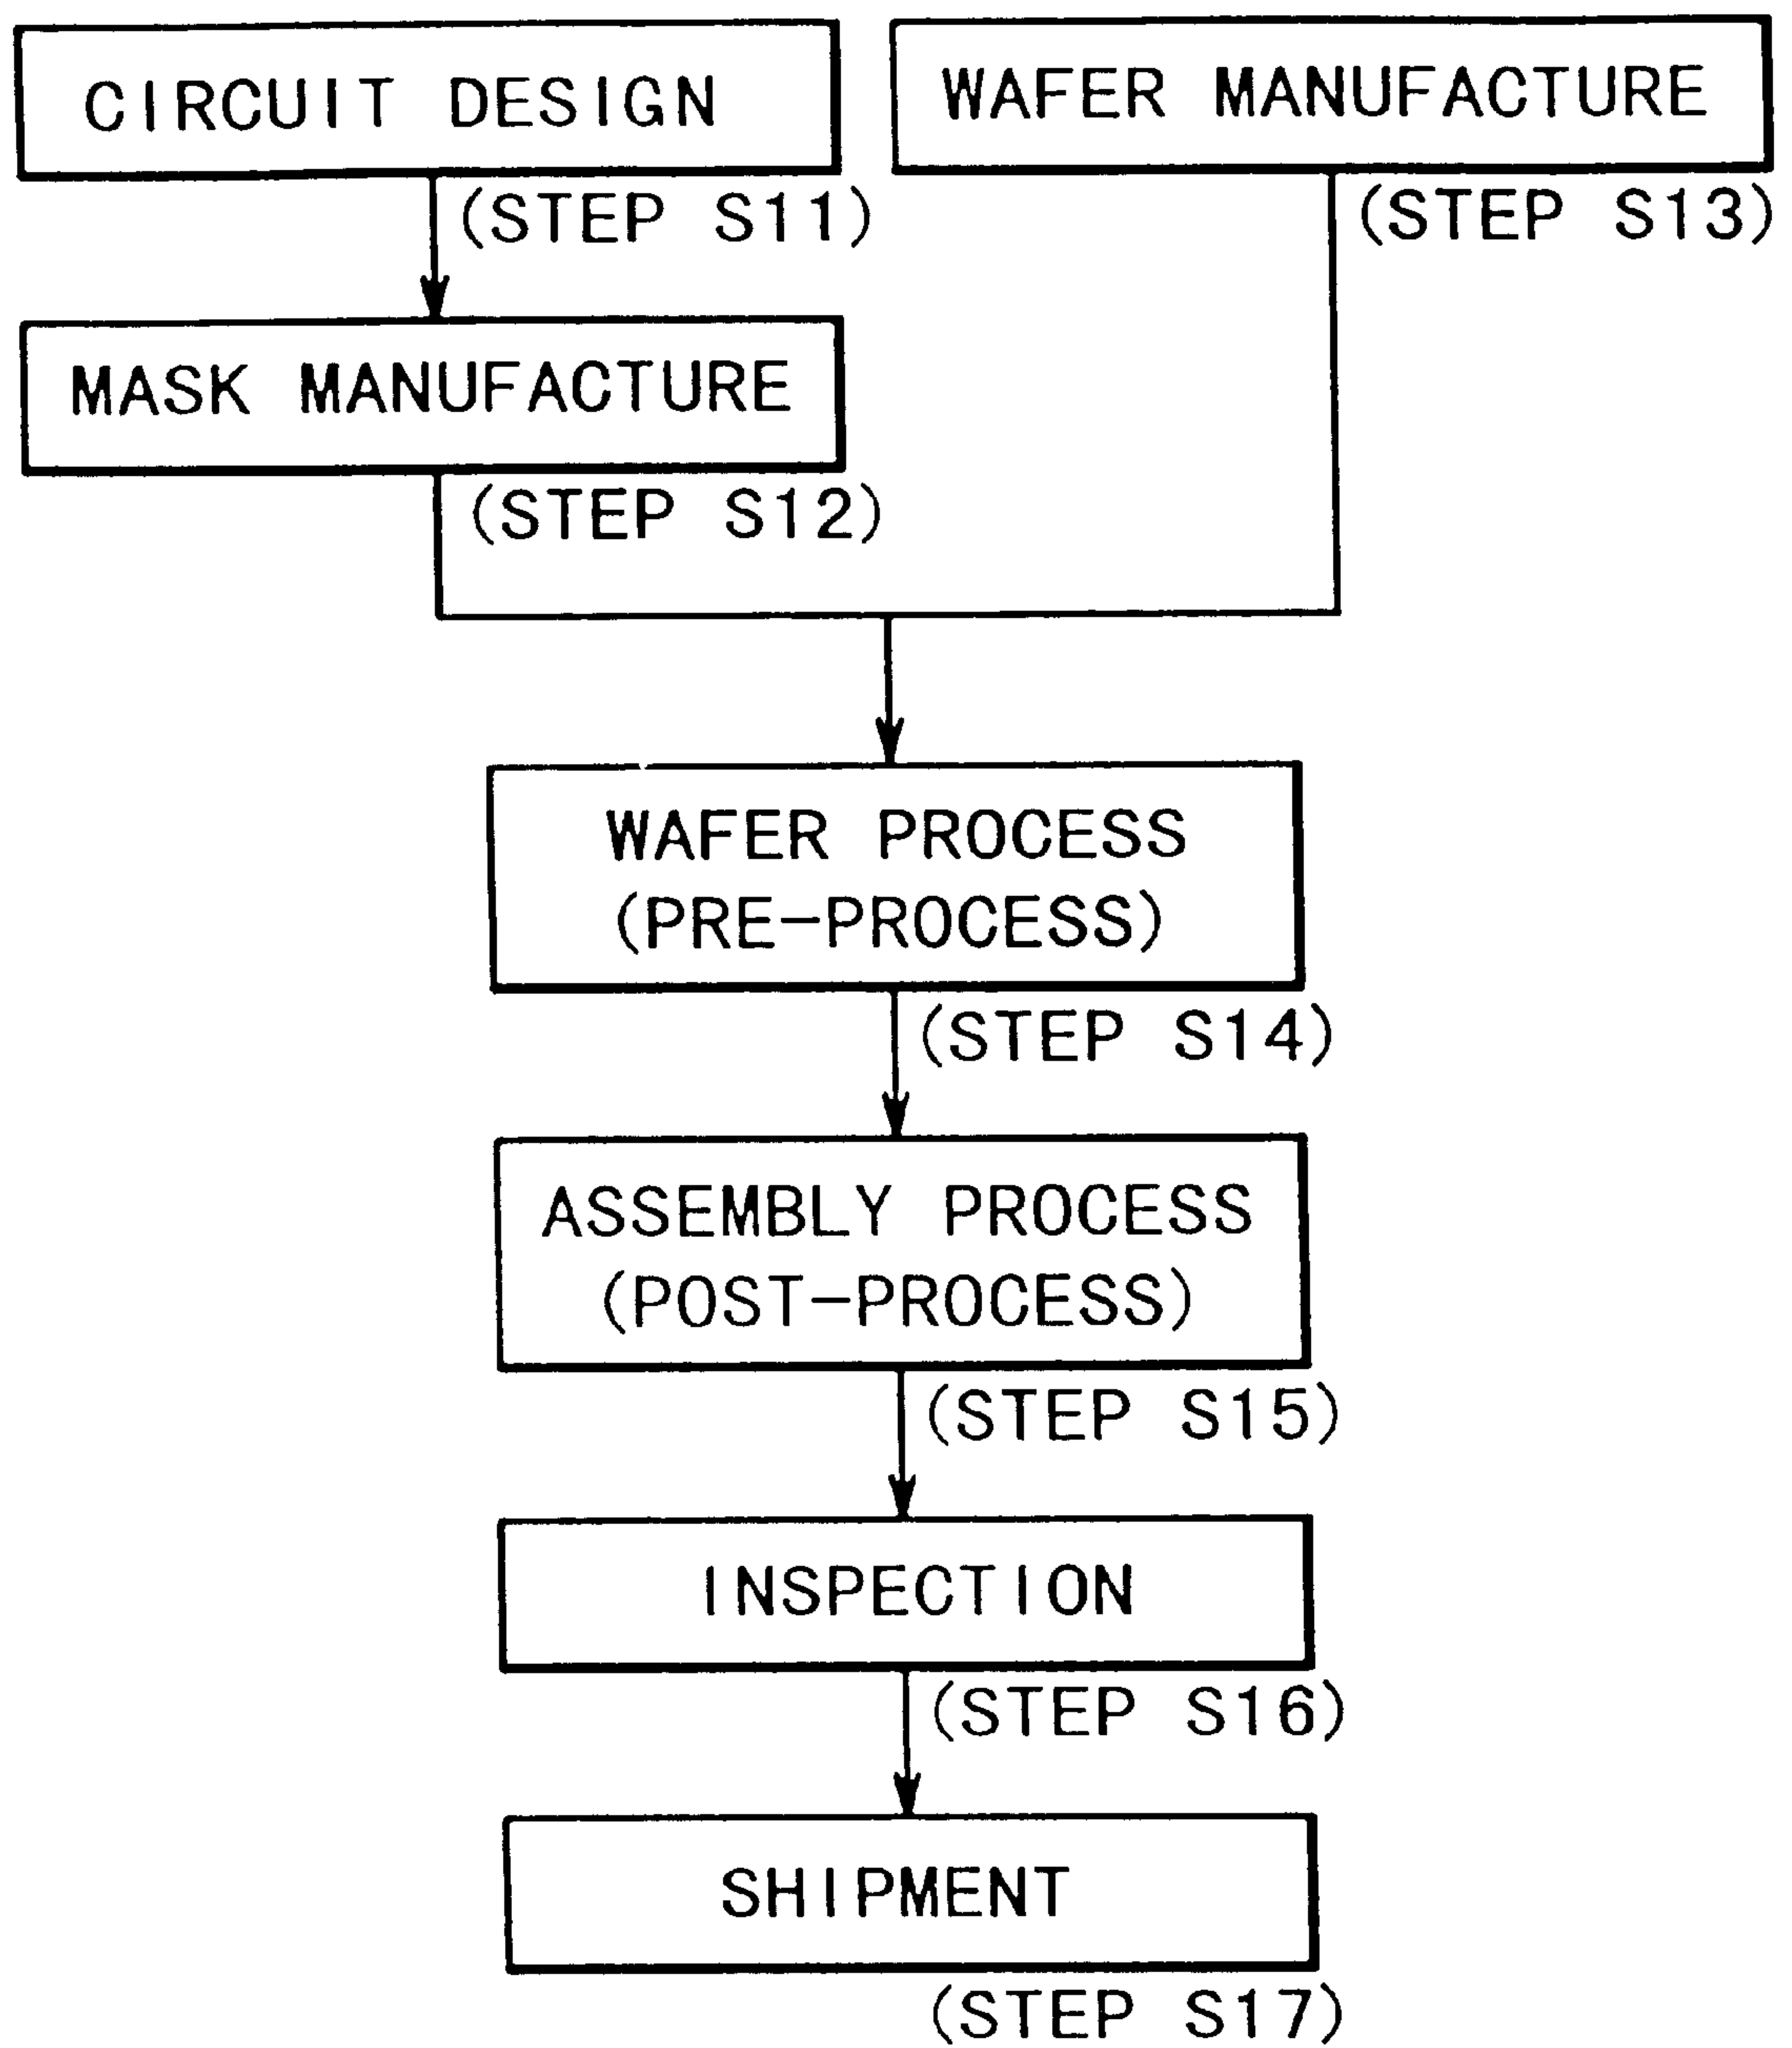 CIRCUIT DESIGN
(STEP S11)
MASK MANUFACTURE
(STEP S12)
WAFER MANUFACTURE
(STEP S13)
WAFER PROCESS
(PRE-PROCESS)
(STEP S14)
ASSEMBLY PROCESS
(POST-PROCESS)
(STEP S15)
INSPECTION
(STEP S16)
SHIPMENT
(STEP S17)